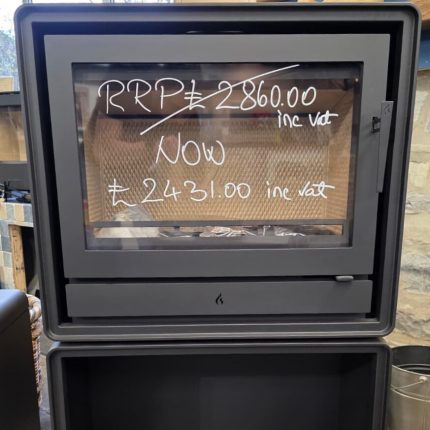 RRP £ 2860.00
inc vat
NOW
£ 2431.00 inc vat